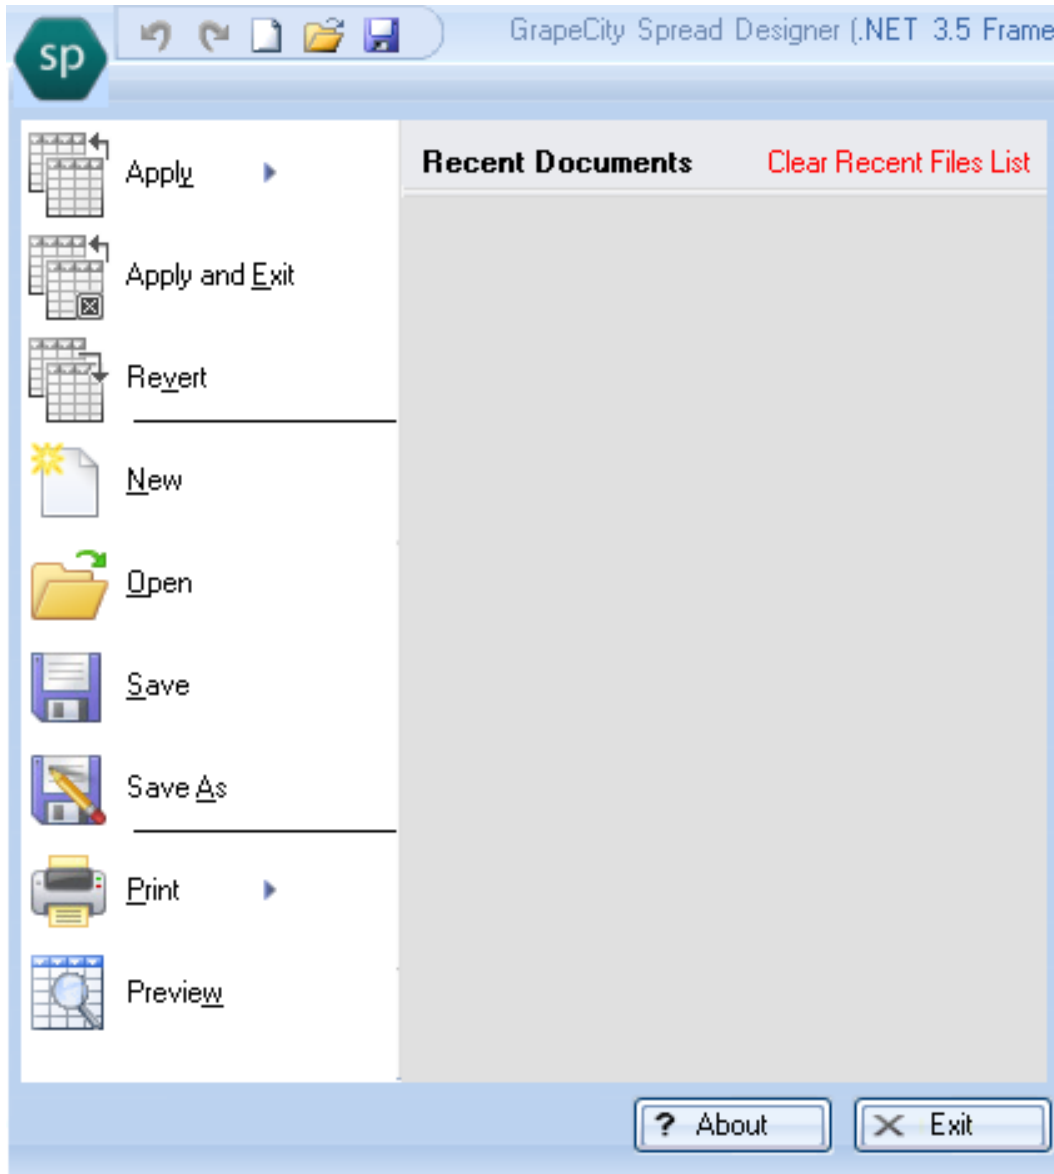 sp
GrapeCity Spread Designer (.NET 3.5 Frame
Apply
Recent Documents
Clear Recent Files List
Apply and Exit
Revert
New
Open
Save
Save As
Print
Preview
? About
Exit